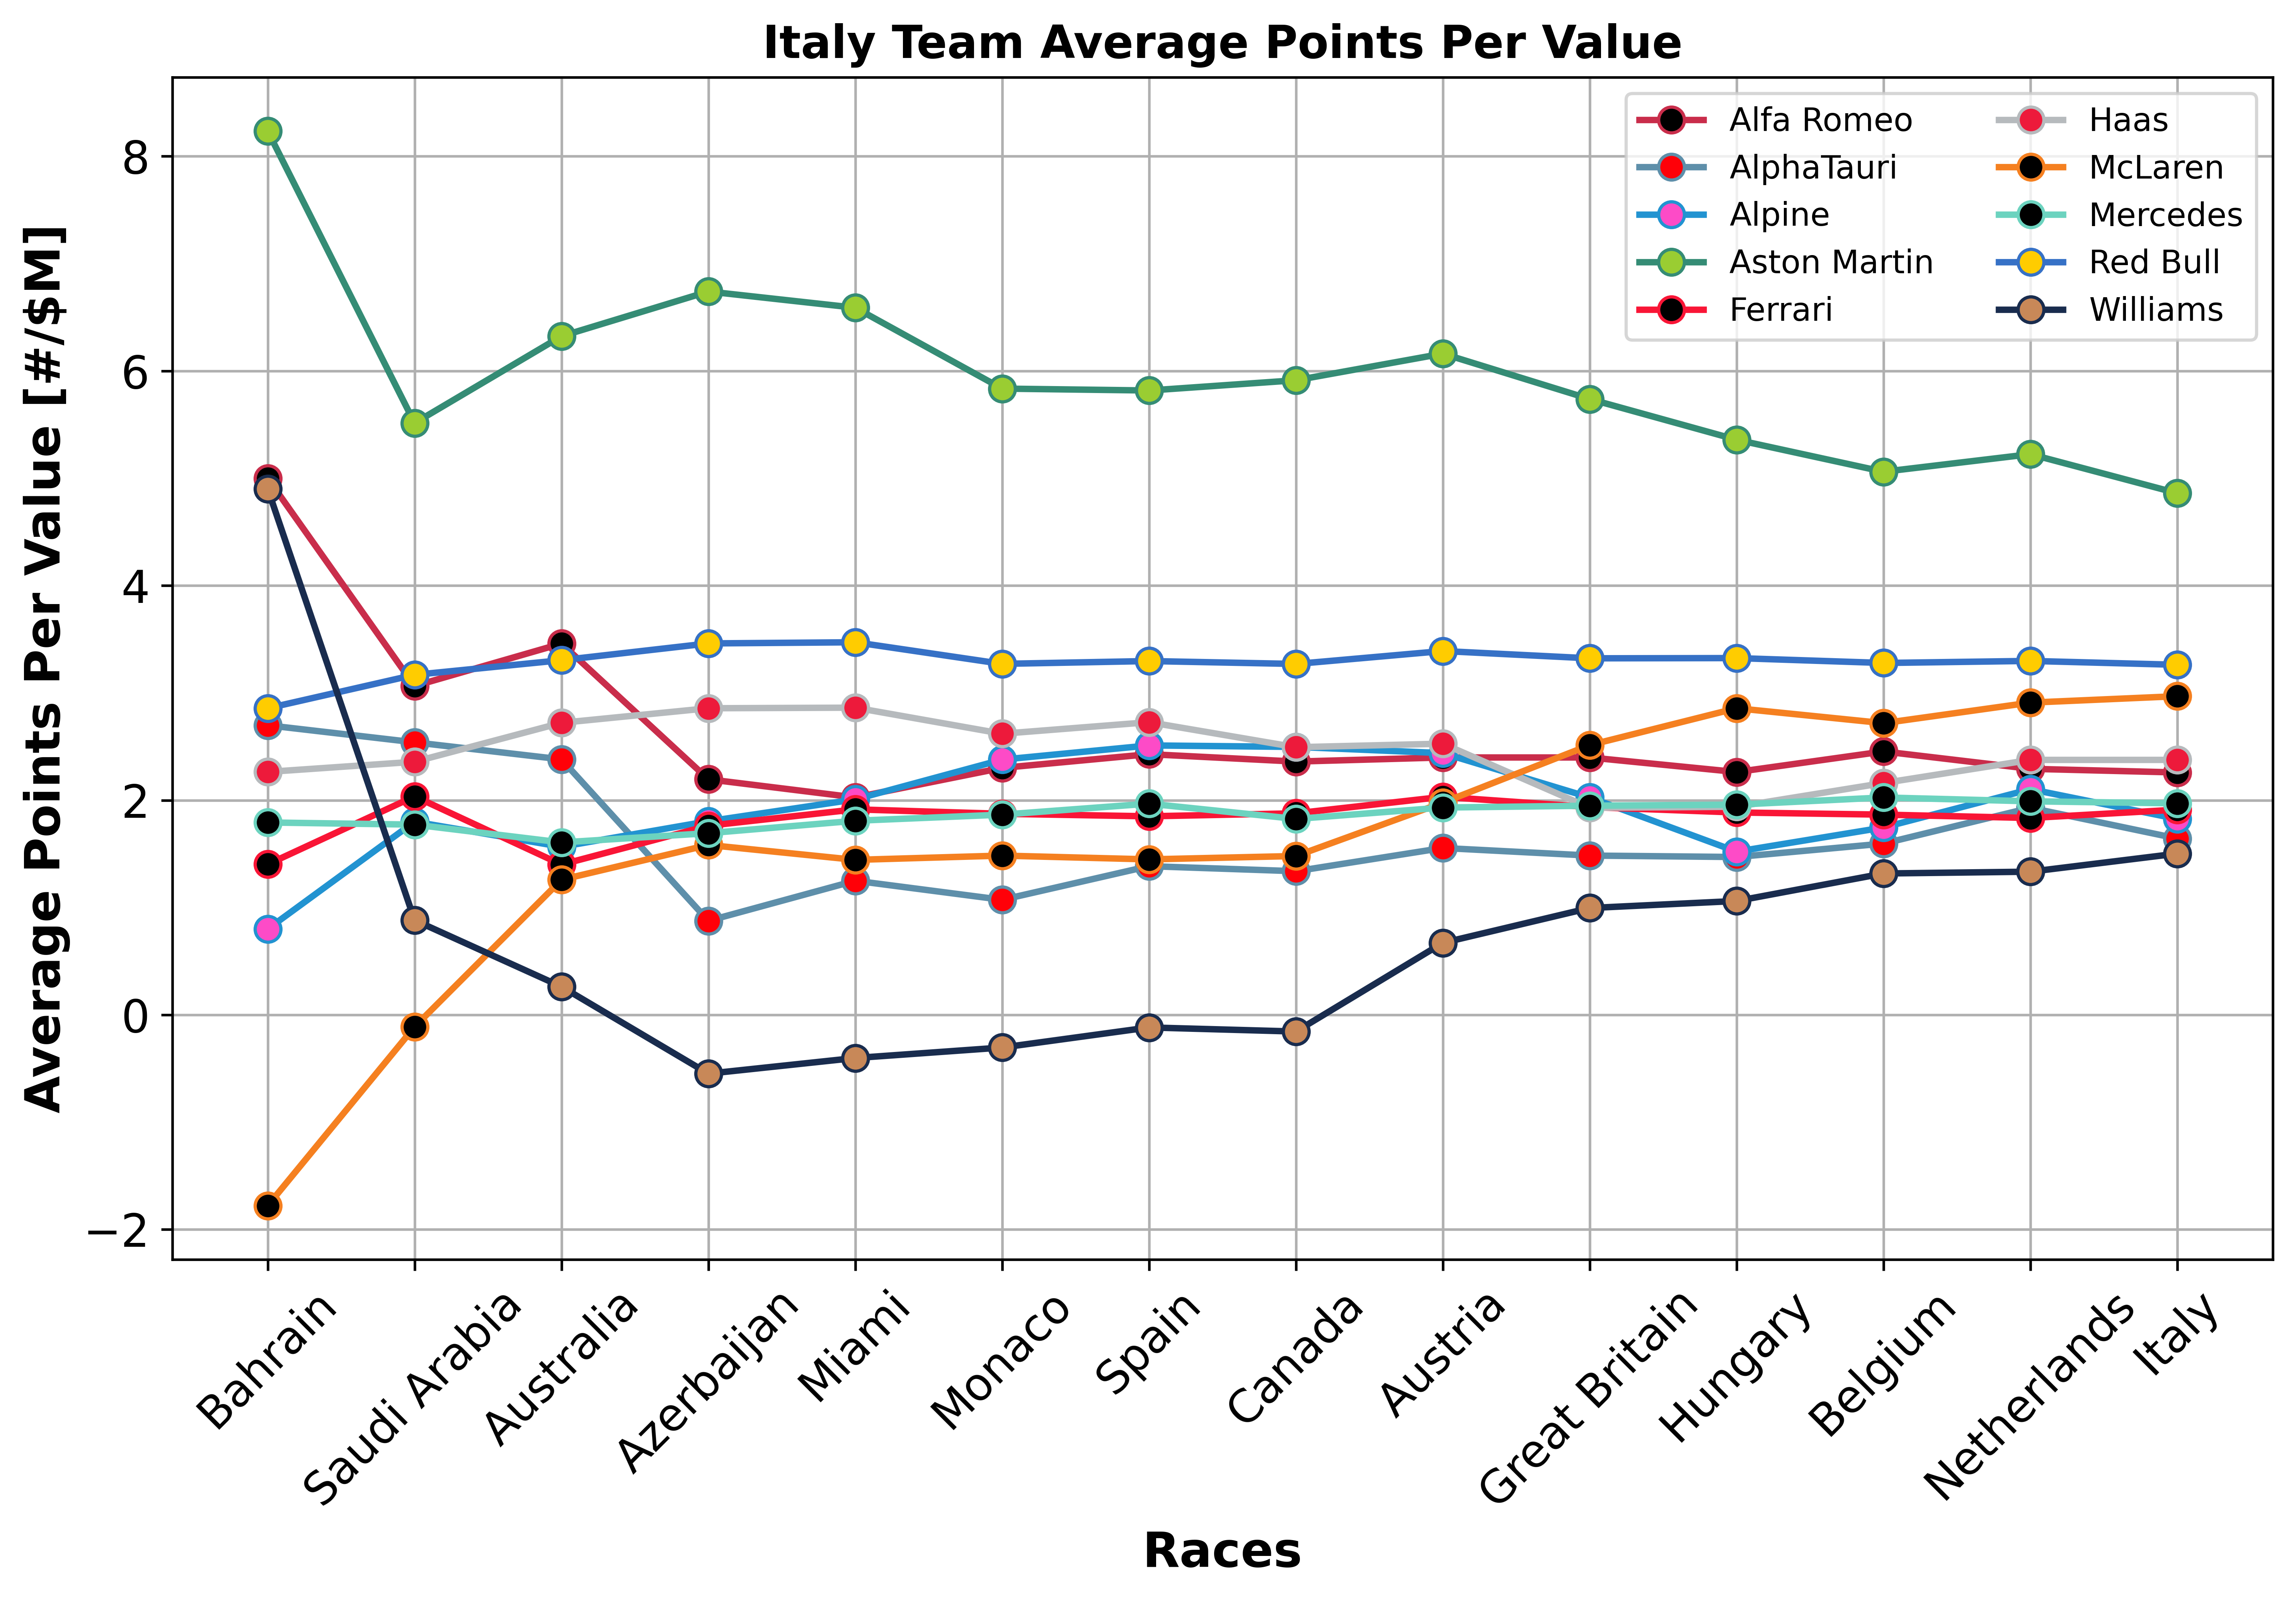 Italy Team Average Points Per Value
Average Points Per Value [#/$M]
8
6
4
2
0
−2
Alfa Romeo
AlphaTauri
Alpine
Aston Martin
Ferrari
Haas
McLaren
Mercedes
Red Bull
Williams
Bahrain
Saudi Arabia
Australia
Azerbaijan
Miami
Monaco
Spain
Canada
Austria
Great Britain
Hungary
Belgium
Netherlands
Italy
Races